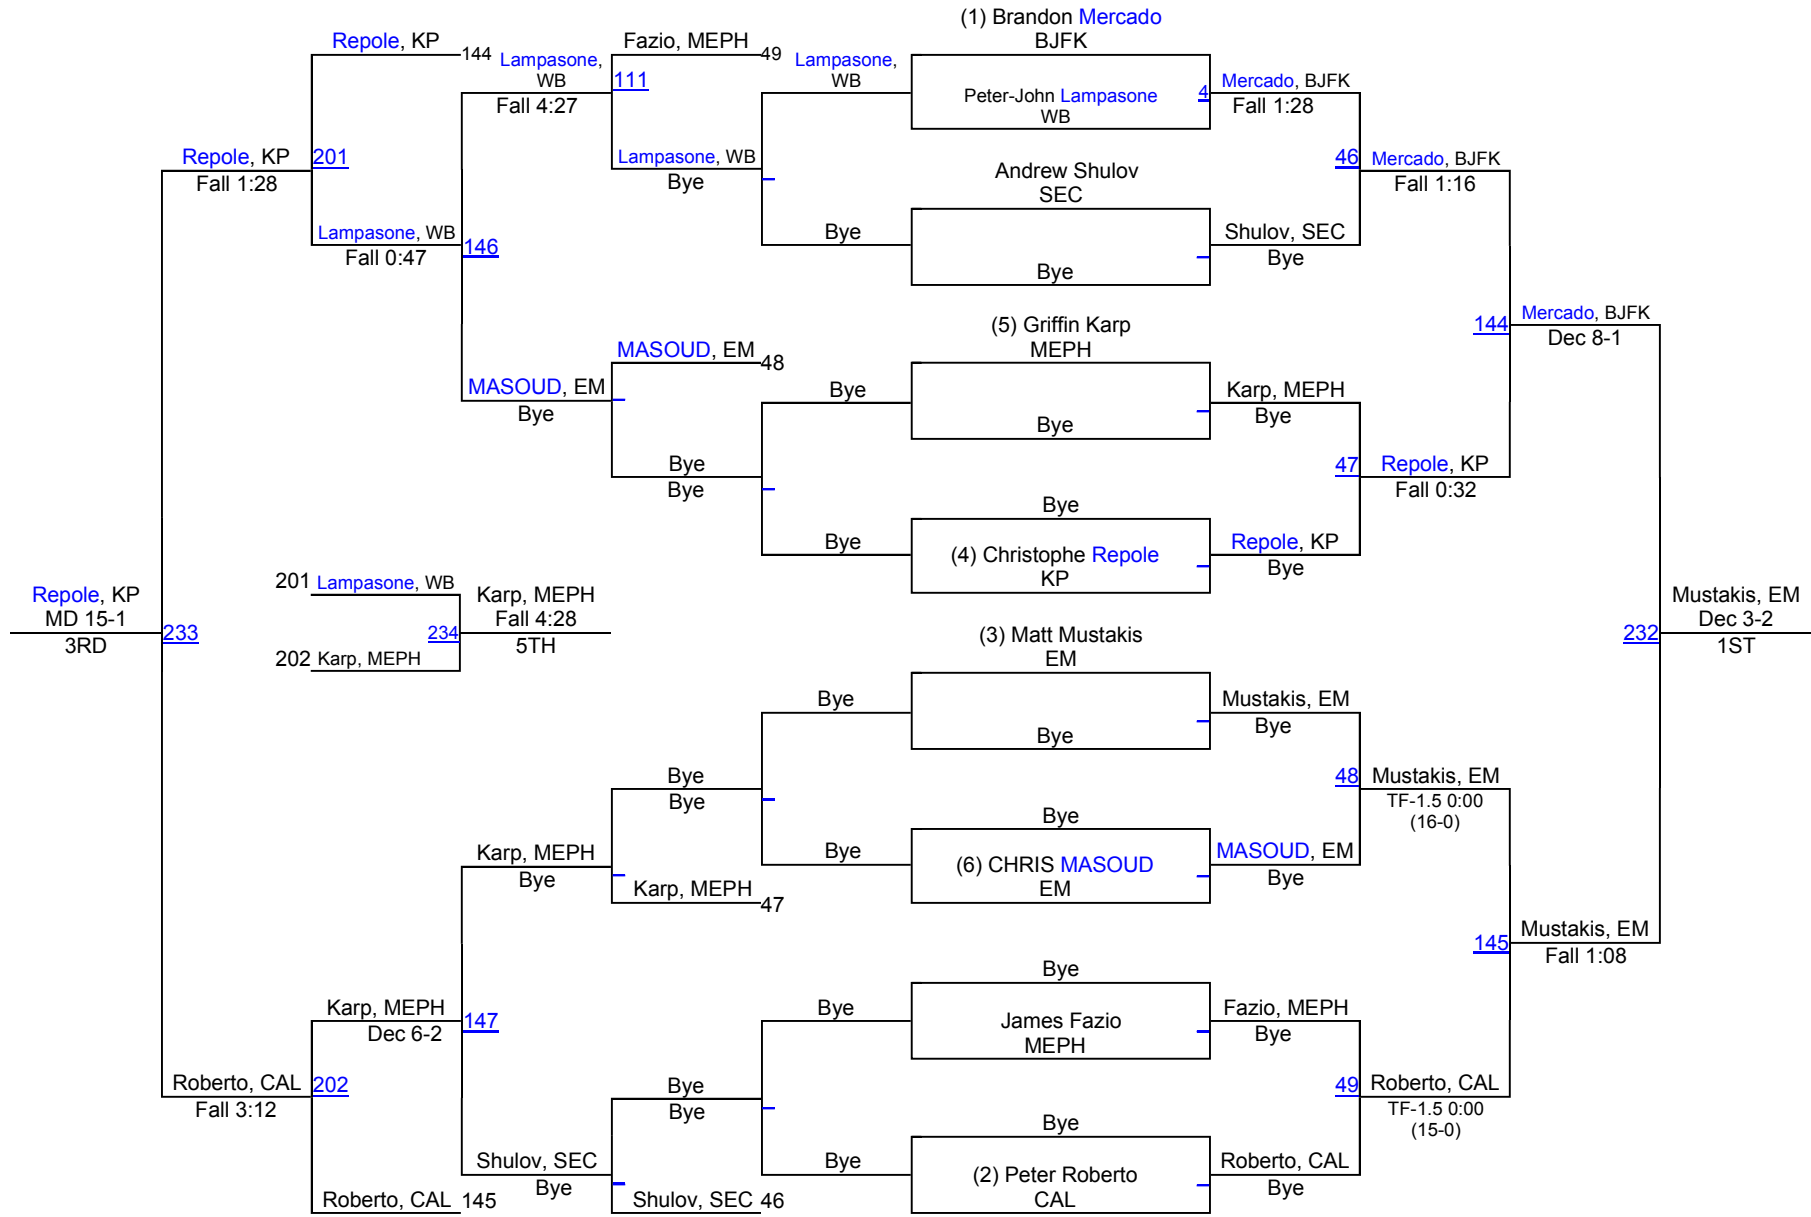 (1) Brandon Mercado
BJFK
Peter-John Lampasone
WB
4
Andrew Shulov
SEC
Bye
(5) Griffin Karp
MEPH
Bye
Bye
(4) Christophe Repole
KP
(3) Matt Mustakis
EM
Bye
Bye
(6) CHRIS MASOUD
EM
Bye
James Fazio
MEPH
Bye
(2) Peter Roberto
CAL
Mercado, BJFK
Fall 1:28
Shulov, SEC
Bye
Karp, MEPH
Bye
Repole, KP
Bye
Mustakis, EM
Bye
MASOUD, EM
Bye
Fazio, MEPH
Bye
Roberto, CAL
Bye
46
Mercado, BJFK
Fall 1:16
47
Repole, KP
Fall 0:32
48
Mustakis, EM
TF-1.5 0:00
(16-0)
49
Roberto, CAL
TF-1.5 0:00
(15-0)
144
Mercado, BJFK
Dec 8-1
145
Mustakis, EM
Fall 1:08
232
Mustakis, EM
Dec 3-2
1ST
Lampasone,
WB
Bye
Bye
Bye
Bye
Bye
Bye
Bye
Fazio, MEPH
49
Lampasone, WB
Bye
MASOUD, EM
48
Bye
Bye
Bye
Bye
Karp, MEPH
47
Bye
Bye
Shulov, SEC
46
Lampasone,
WB
Fall 4:27
111
MASOUD, EM
Bye
Karp, MEPH
Bye
Shulov, SEC
Bye
Repole, KP
144
Lampasone, WB
Fall 0:47
146
Karp, MEPH
Dec 6-2
147
Roberto, CAL
145
Repole, KP
Fall 1:28
201
Roberto, CAL
Fall 3:12
202
Repole, KP
MD 15-1
3RD
233
201 Lampasone, WB
202 Karp, MEPH
234
Karp, MEPH
Fall 4:28
5TH